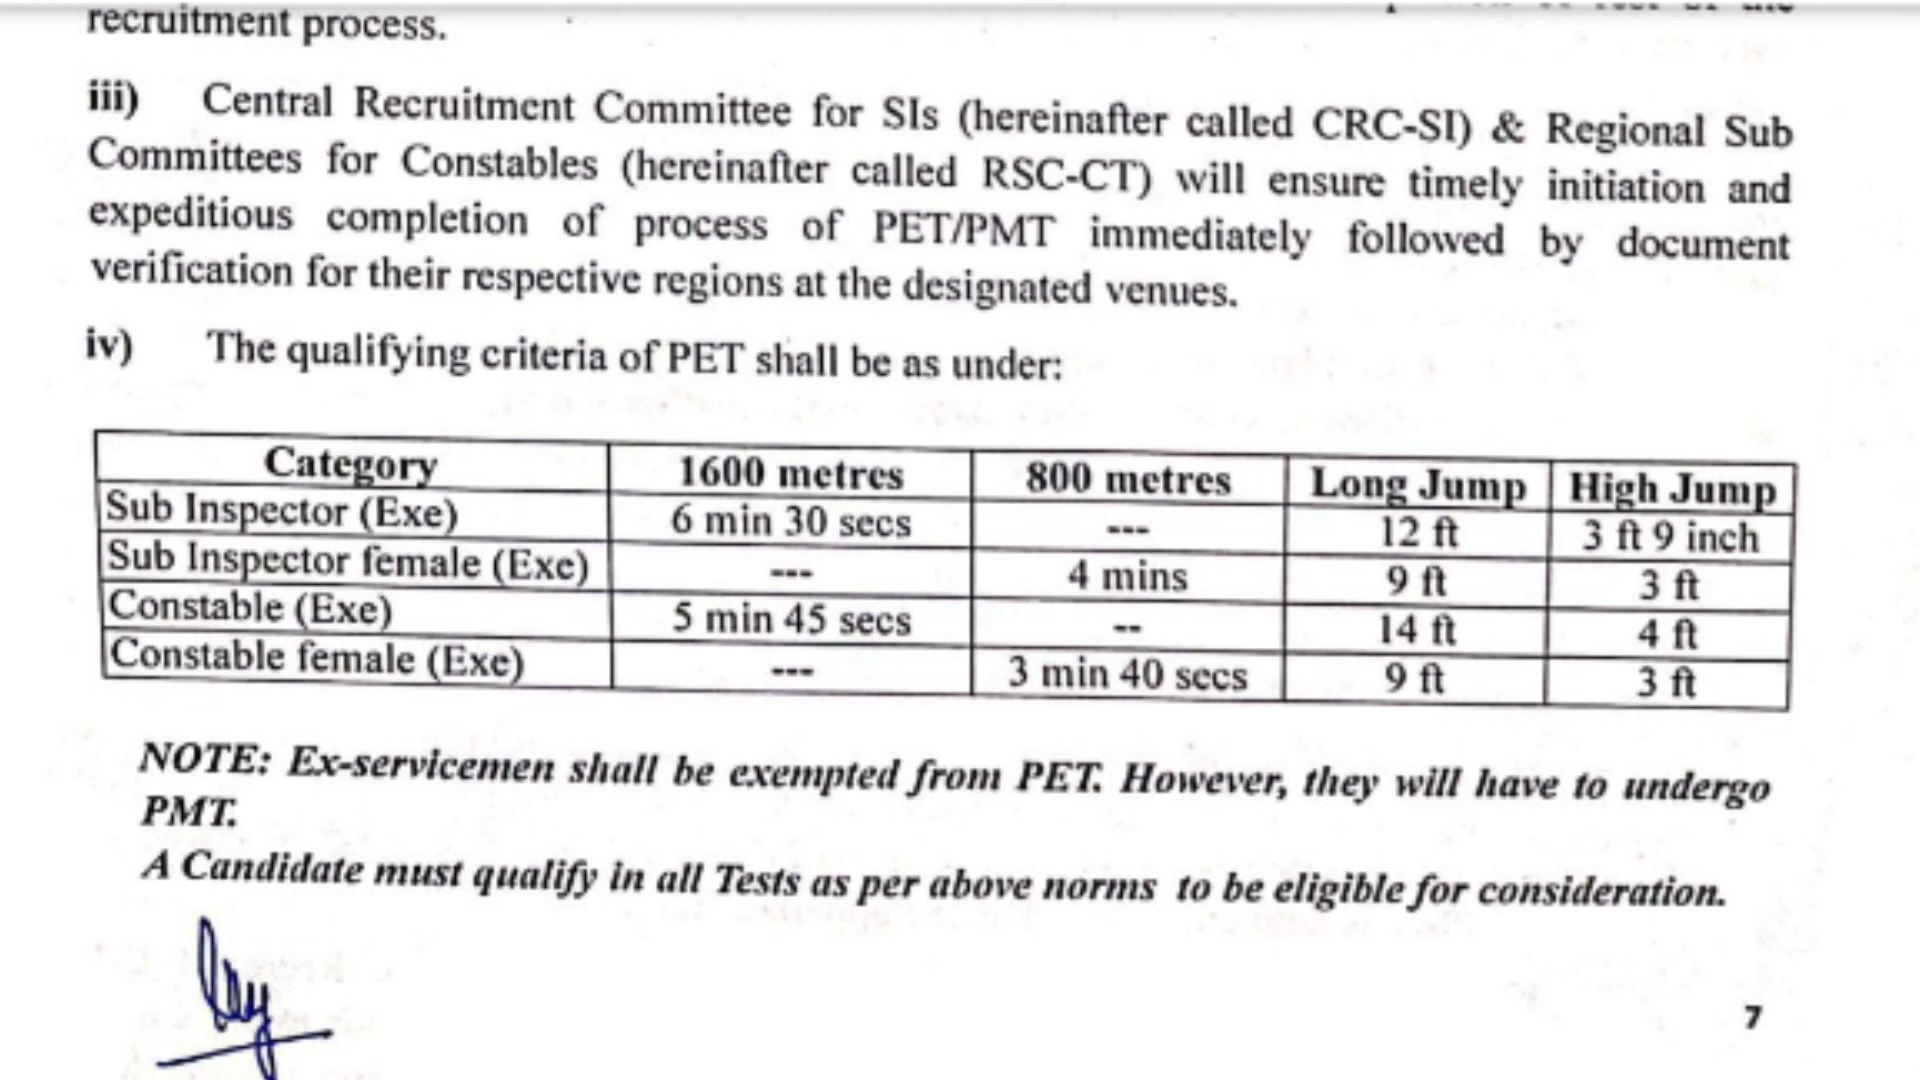 recruitment process.
iii) Central Recruitment Committee for SIs (hereinafter called CRC-SI) & Regional Sub
Committees for Constables (hereinafter called RSC-CT) will ensure timely initiation and
expeditious completion of process of PET/PMT immediately followed by document
verification for their respective regions at the designated venues.
iv) The qualifying criteria of PET shall be as under:
Category 1600 metres 800 metres Long Jump High Jump
Sub Inspector (Exe) 6 min 30 secs --- 12 ft 3 ft 9 inch
Sub Inspector female (Exe) --- 4 mins 9 ft 3 ft
Constable (Exe) 5 min 45 secs -- 14 ft 4 ft
Constable female (Exe) --- 3 min 40 secs 9 ft 3 ft
NOTE: Ex-servicemen shall be exempted from PET. However, they will have to undergo
PMT.
A Candidate must qualify in all Tests as per above norms to be eligible for consideration.
7